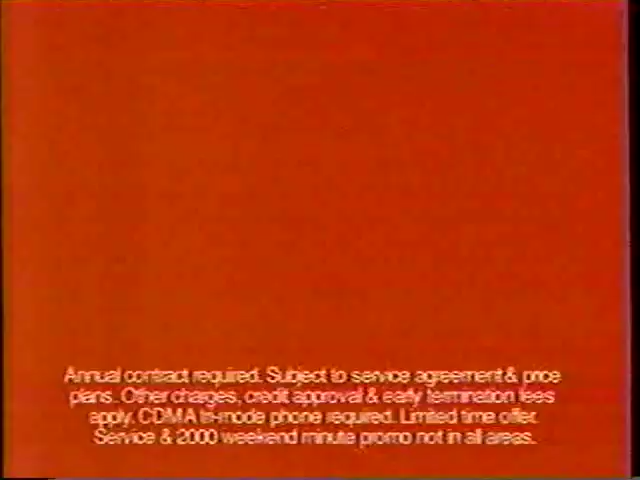 Annual contract required. Subject to service agreement & price
plans. Other charges, credit approval & early termination fees
apply. CDMA tri-mode phone required. Limited time offer.
Service & 2000 weekend minute promo not in all areas.